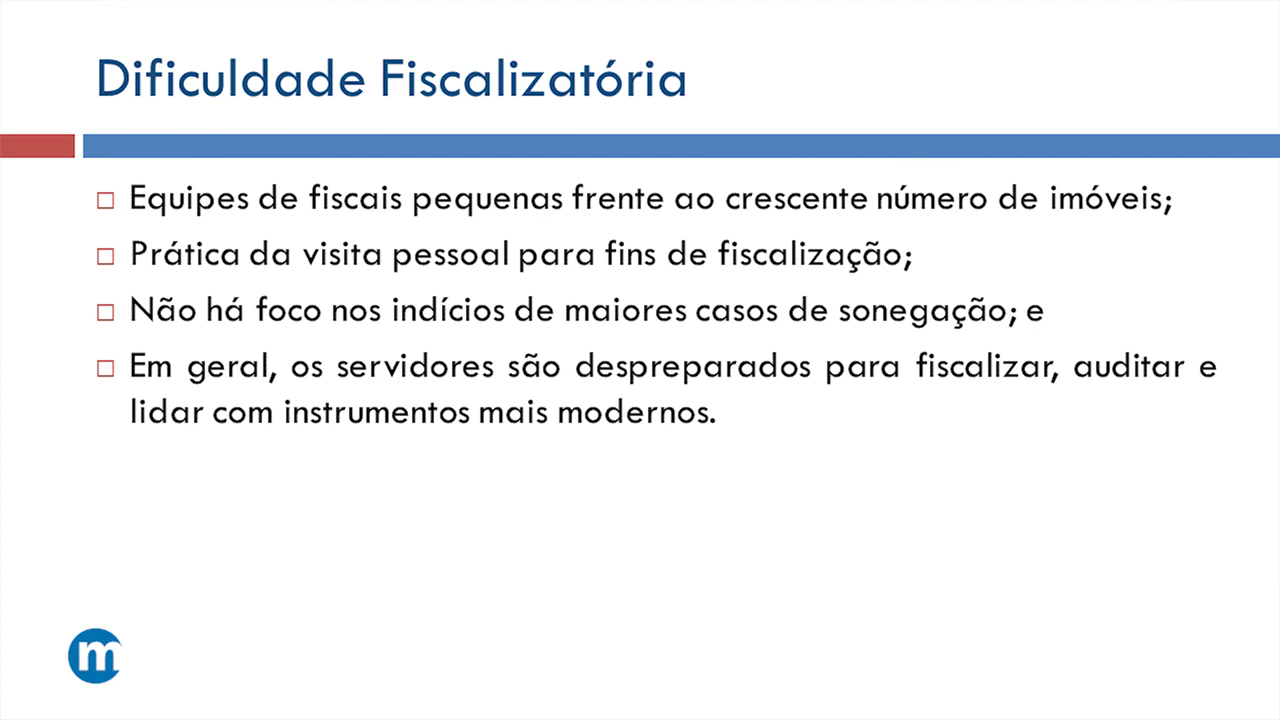 Dificuldade Fiscalizatória
Equipes de fiscais pequenas frente ao crescente número de imóveis;
Prática da visita pessoal para fins de fiscalização;
Não há foco nos indícios de maiores casos de sonegação; e
Em geral, os servidores são despreparados para fiscalizar, auditar e
lidar com instrumentos mais modernos.
m